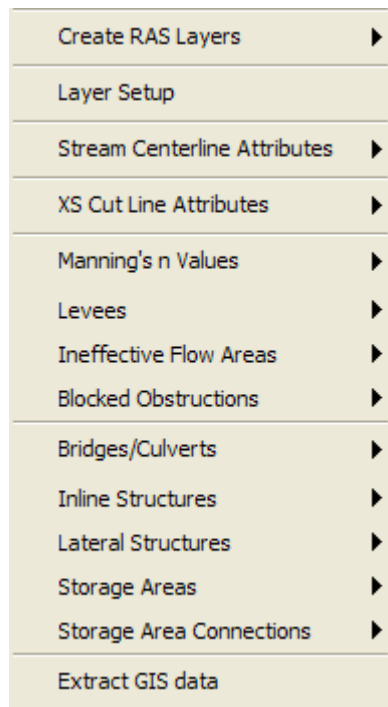 Create RAS Layers
Layer Setup
Stream Centerline Attributes
XS Cut Line Attributes
Manning's n Values
Levees
Ineffective Flow Areas
Blocked Obstructions
Bridges/Culverts
Inline Structures
Lateral Structures
Storage Areas
Storage Area Connections
Extract GIS data